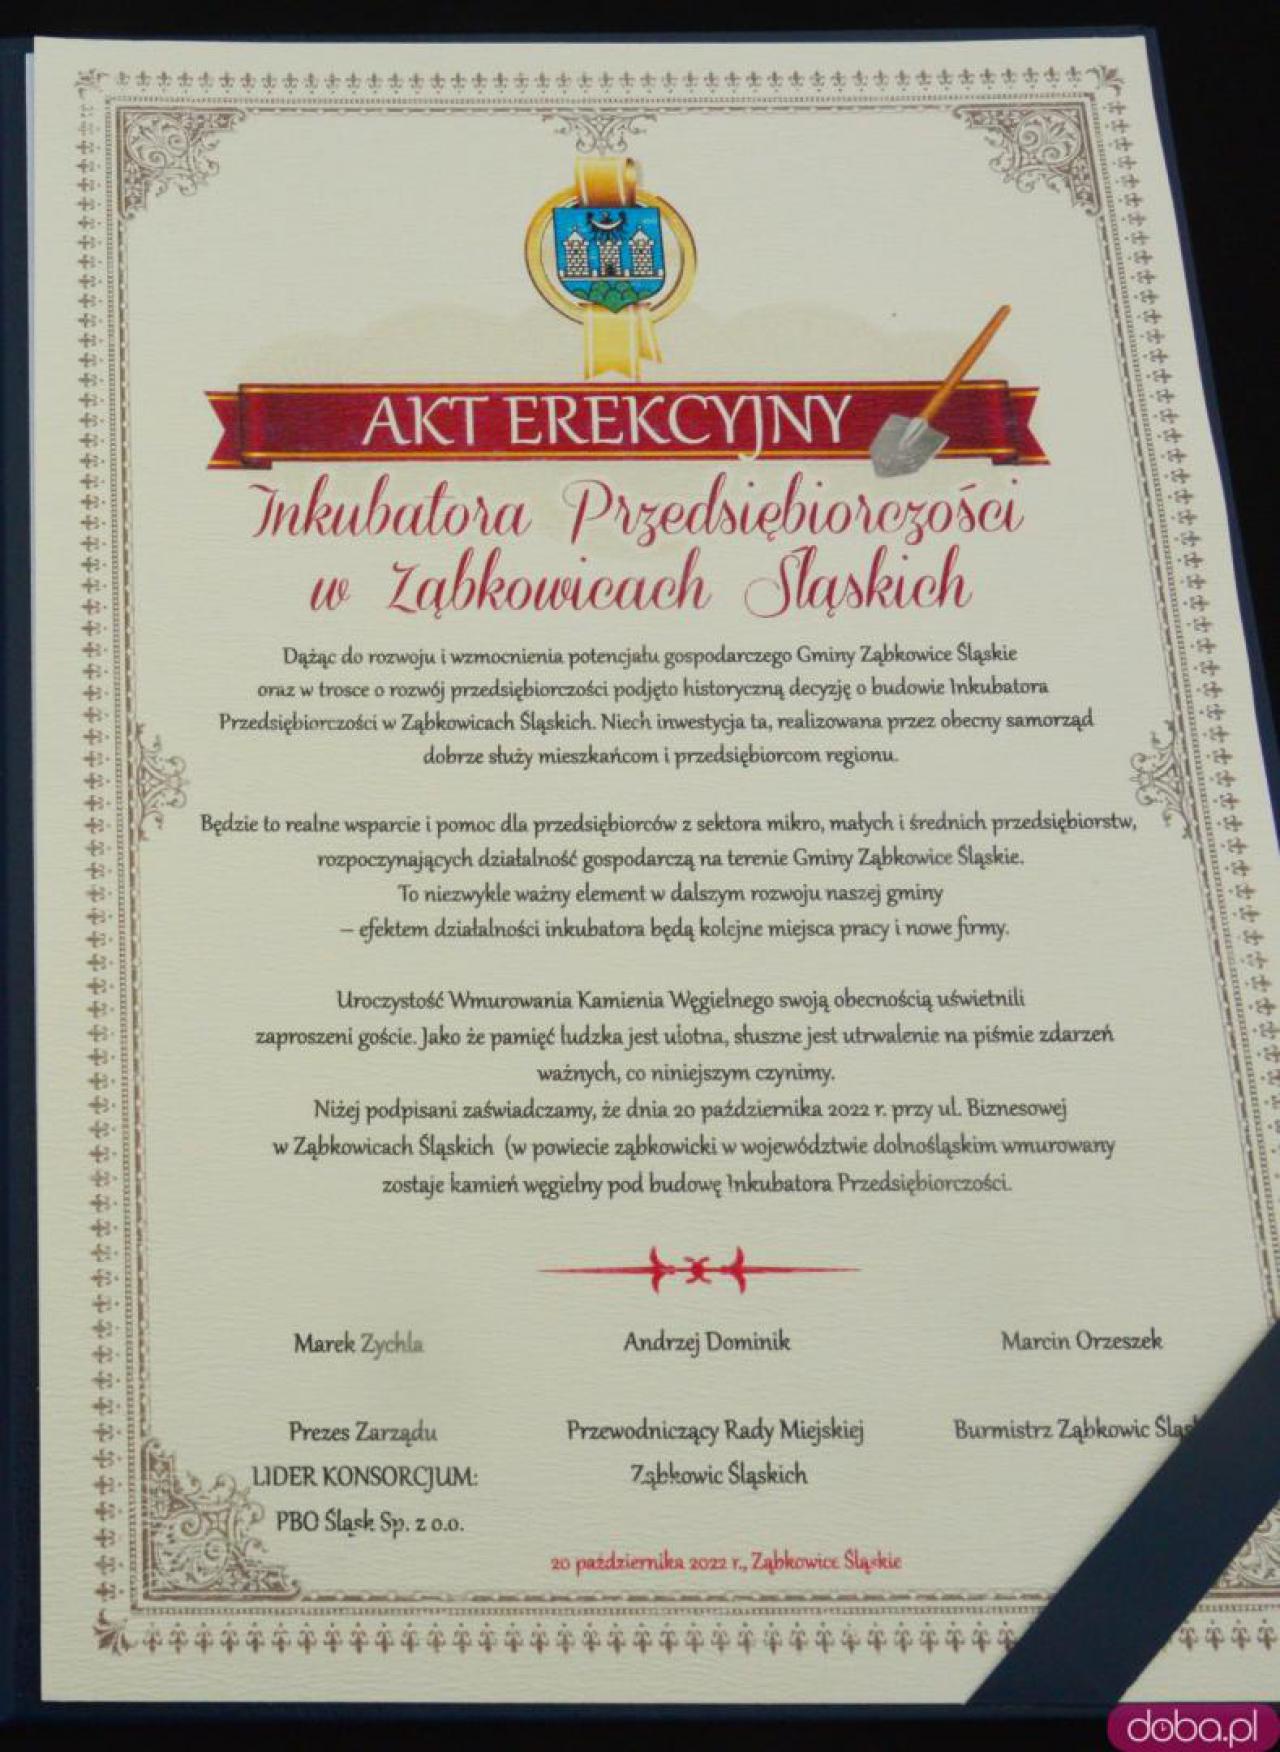 AKT EREKCYJNY
Inkubatora Przedsiębiorczości
w Ząbkowicach Śląskich
Dążąc do rozwoju i wzmocnienia potencjału gospodarczego Gminy Ząbkowice Śląskie
oraz w trosce o rozwój przedsiębiorczości podjęto historyczną decyzję o budowie Inkubatora
Przedsiębiorczości w Ząbkowicach Śląskich. Niech inwestycja ta, realizowana przez obecny samorząd
dobrze służy mieszkańcom i przedsiębiorcom regionu.
Będzie to realne wsparcie i pomoc dla przedsiębiorców z sektora mikro, małych i średnich przedsiębiorstw,
rozpoczynających działalność gospodarczą na terenie Gminy Ząbkowice Śląskie.
To niezwykle ważny element w dalszym rozwoju naszej gminy
– efektem działalności inkubatora będą kolejne miejsca pracy i nowe firmy.
Uroczystość Wmurowania Kamienia Węgielnego swoją obecnością uświetnili
zaproszeni goście. Jako że pamięć ludzka jest ulotna, słuszne jest utrwalenie na piśmie zdarzeń
ważnych, co niniejszym czynimy.
Niżej podpisani zaświadczamy, że dnia 20 października 2022 r. przy ul. Biznesowej
w Ząbkowicach Śląskich (w powiecie ząbkowicki w województwie dolnośląskim wmurowany
zostaje kamień węgielny pod budowę Inkubatora Przedsiębiorczości.
Marek Zychla Andrzej Dominik Marcin Orzeszek
Prezes Zarządu Przewodniczący Rady Miejskiej Burmistrz Ząbkowic
LIDER KONSORCJUM: Ząbkowic Śląskich
PBO Śląsk Sp. z o.o.
20 października 2022 r., Ząbkowice Śląskie
doba.pl